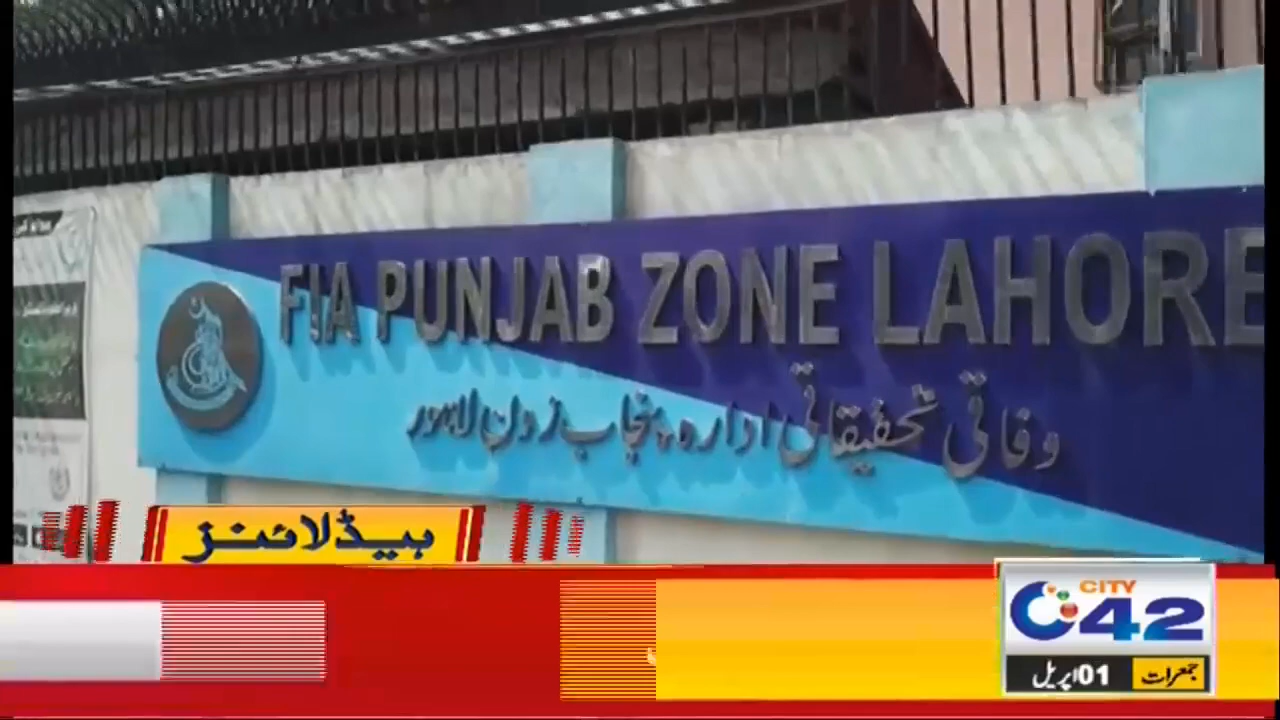 FIA PUNJAB ZONE LAHORE
وفاقی تحقیقاتی ادارہ پنجاب زون لاہور
ہیڈلائنز
CITY
42
01 اپریل
جمعرات